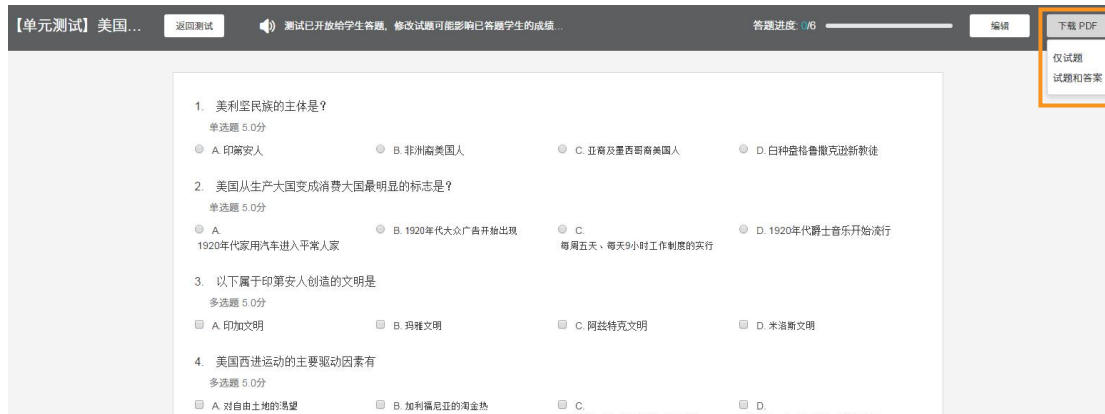 【单元测试】美国... 返回测试 测试已开放给学生答题，修改试题可能影响已答题学生的成绩... 答题进度: 0/6 编辑 下载 PDF
仅试题
试题和答案
1. 美利坚民族的主体是？
单选题 5.0分
A. 印第安人 B. 非洲裔美国人 C. 亚裔及墨西哥裔美国人 D. 白种盎格鲁撒克逊新教徒
2. 美国从生产大国变成消费大国最明显的标志是？
单选题 5.0分
A. B. 1920年代大众广告开始出现 C. D. 1920年代爵士音乐开始流行
1920年代家用汽车进入平常人家 每周五天、每天9小时工作制度的实行
3. 以下属于印第安人创造的文明是
多选题 5.0分
A. 印加文明 B. 玛雅文明 C. 阿兹特克文明 D. 米洛斯文明
4. 美国西进运动的主要驱动因素有
多选题 5.0分
A. 对自由土地的渴望 B. 加利福尼亚的淘金热 C. D.